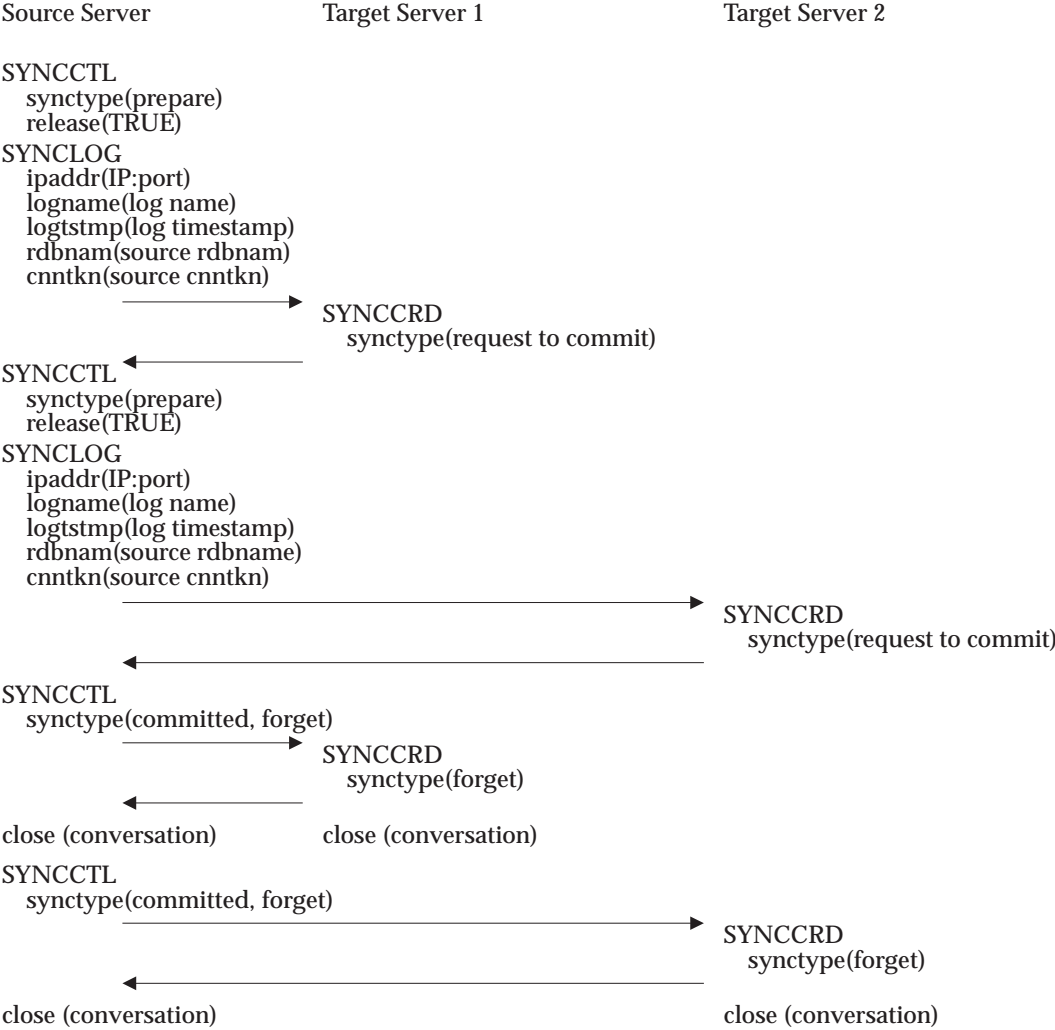 Source Server Target Server 1 Target Server 2
SYNCCTL
synctype(prepare)
release(TRUE)
SYNCLOG
ipaddr(IP:port)
logname(log name)
logtstmp(log timestamp)
rdbnam(source rdbnam)
cnntkn(source cnntkn)
SYNCCRD
synctype(request to commit)
SYNCCTL
synctype(prepare)
release(TRUE)
SYNCLOG
ipaddr(IP:port)
logname(log name)
logtstmp(log timestamp)
rdbnam(source rdbname)
cnntkn(source cnntkn)
SYNCCRD
synctype(request to commit)
SYNCCTL
synctype(committed, forget)
SYNCCRD
synctype(forget)
close (conversation) close (conversation)
SYNCCTL
synctype(committed, forget)
SYNCCRD
synctype(forget)
close (conversation) close (conversation)